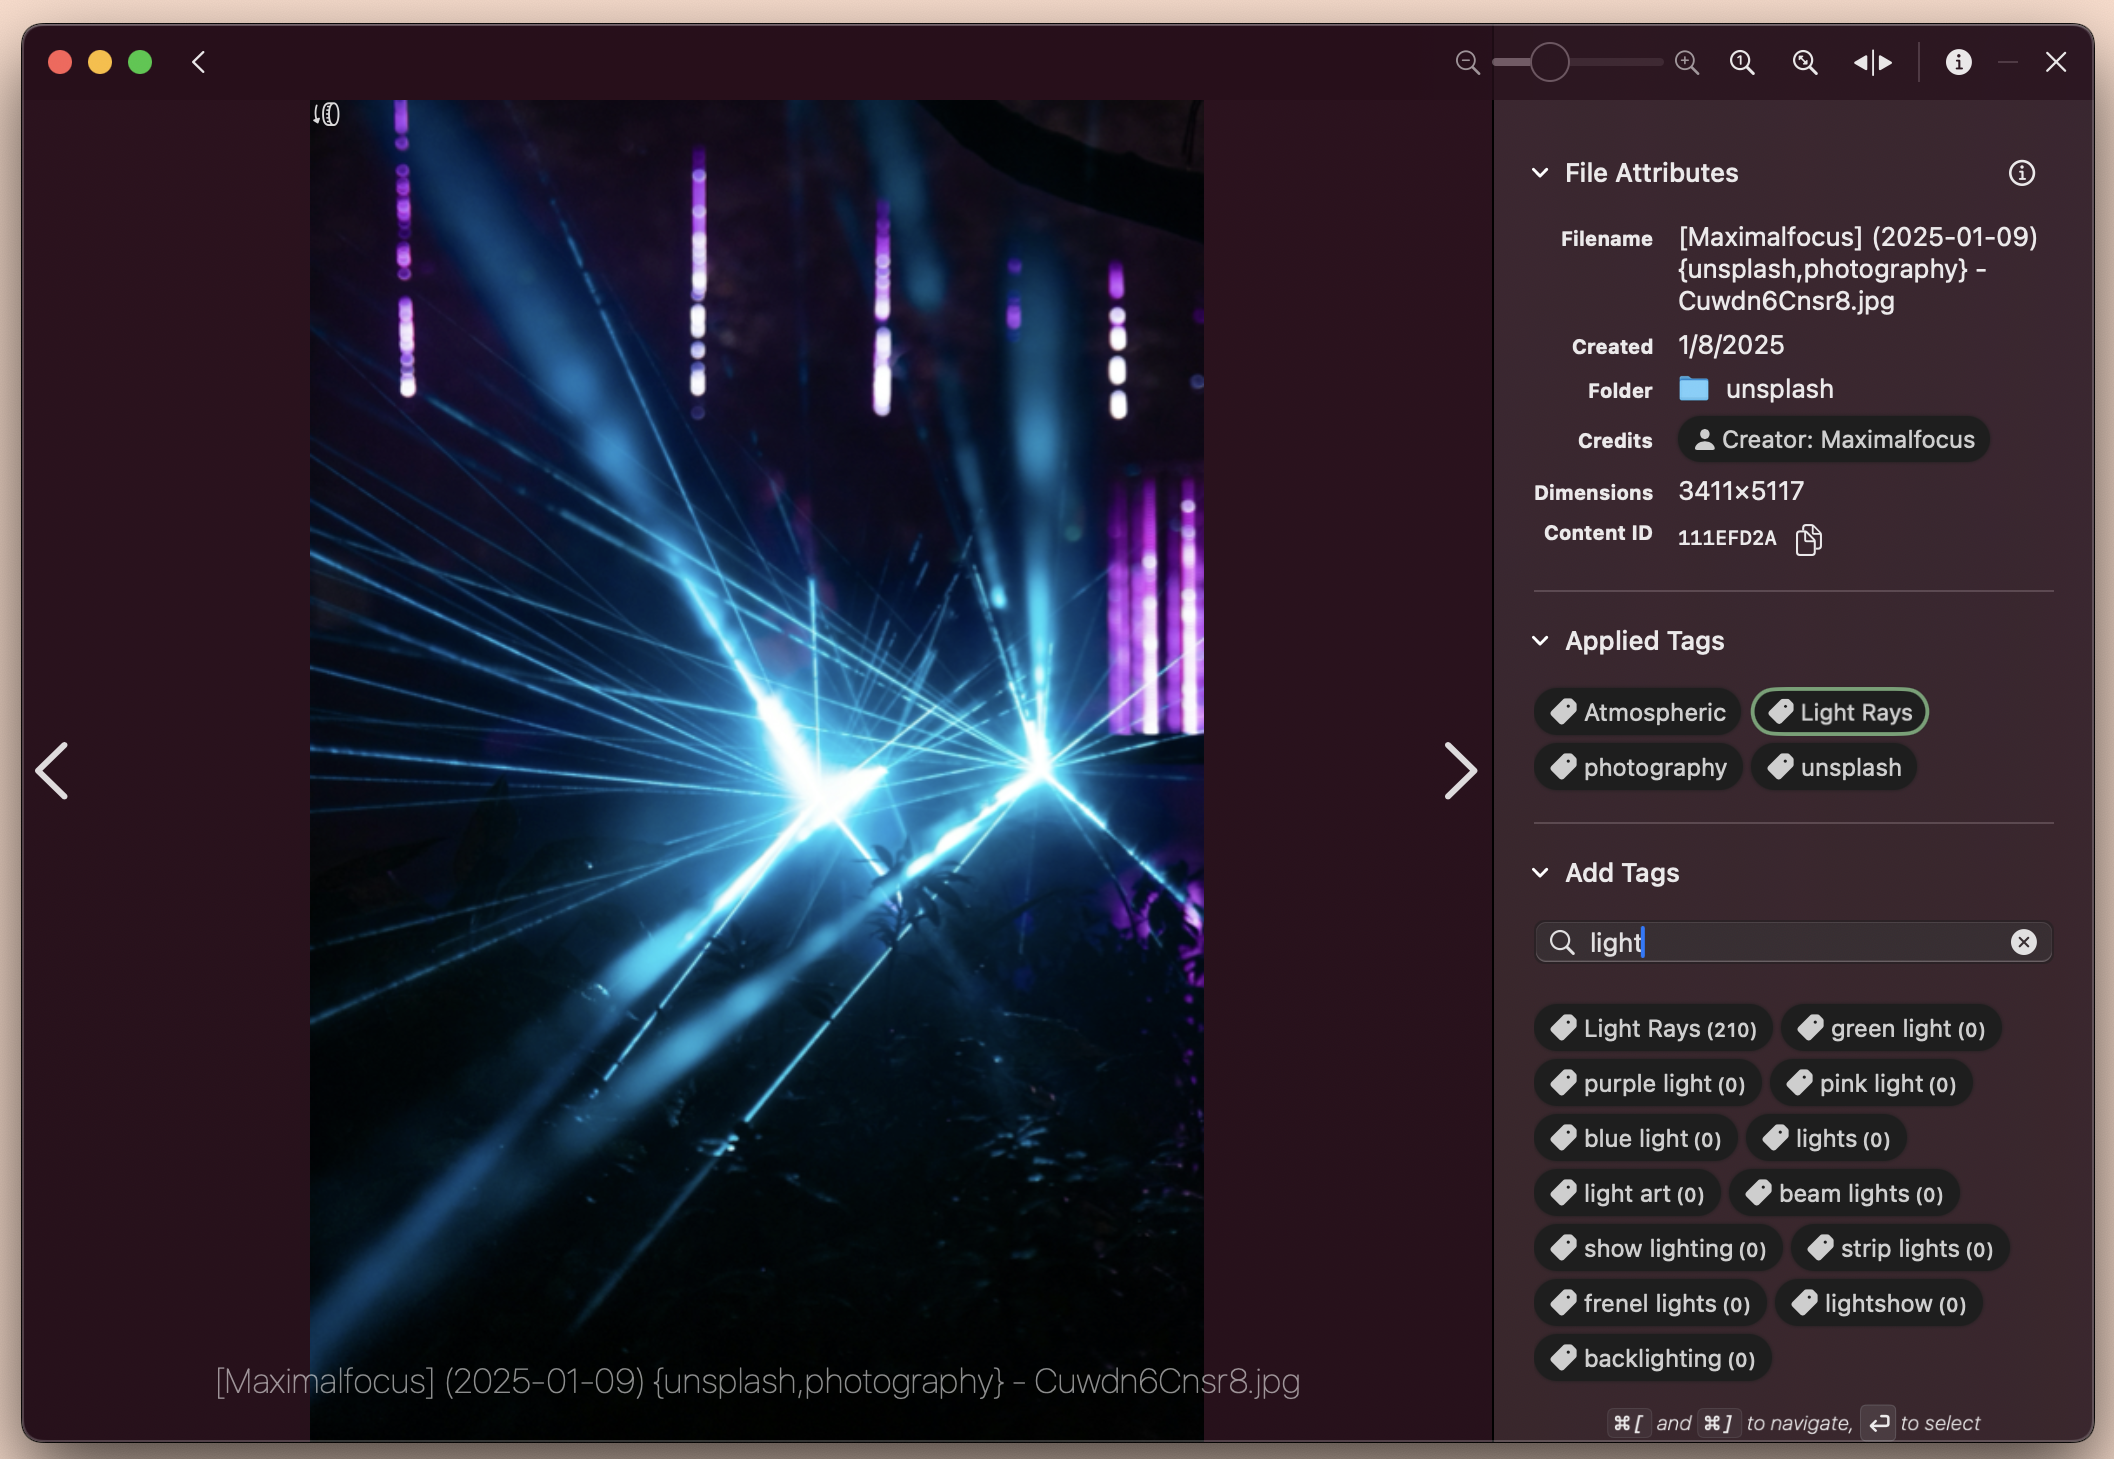 File Attributes
Filename [Maximalfocus] (2025-01-09)
{unsplash,photography} -
Cuwdn6Cnsr8.jpg
Created 1/8/2025
Folder unsplash
Credits Creator: Maximalfocus
Dimensions 3411×5117
Content ID 111EFD2A
Applied Tags
Atmospheric Light Rays
photography unsplash
Add Tags
light
Light Rays (210) green light (0)
purple light (0) pink light (0)
blue light (0) lights (0)
light art (0) beam lights (0)
show lighting (0) strip lights (0)
frenel lights (0) lightshow (0)
backlighting (0)
⌘[ and ⌘] to navigate, ↩ to select
[Maximalfocus] (2025-01-09) {unsplash,photography} - Cuwdn6Cnsr8.jpg